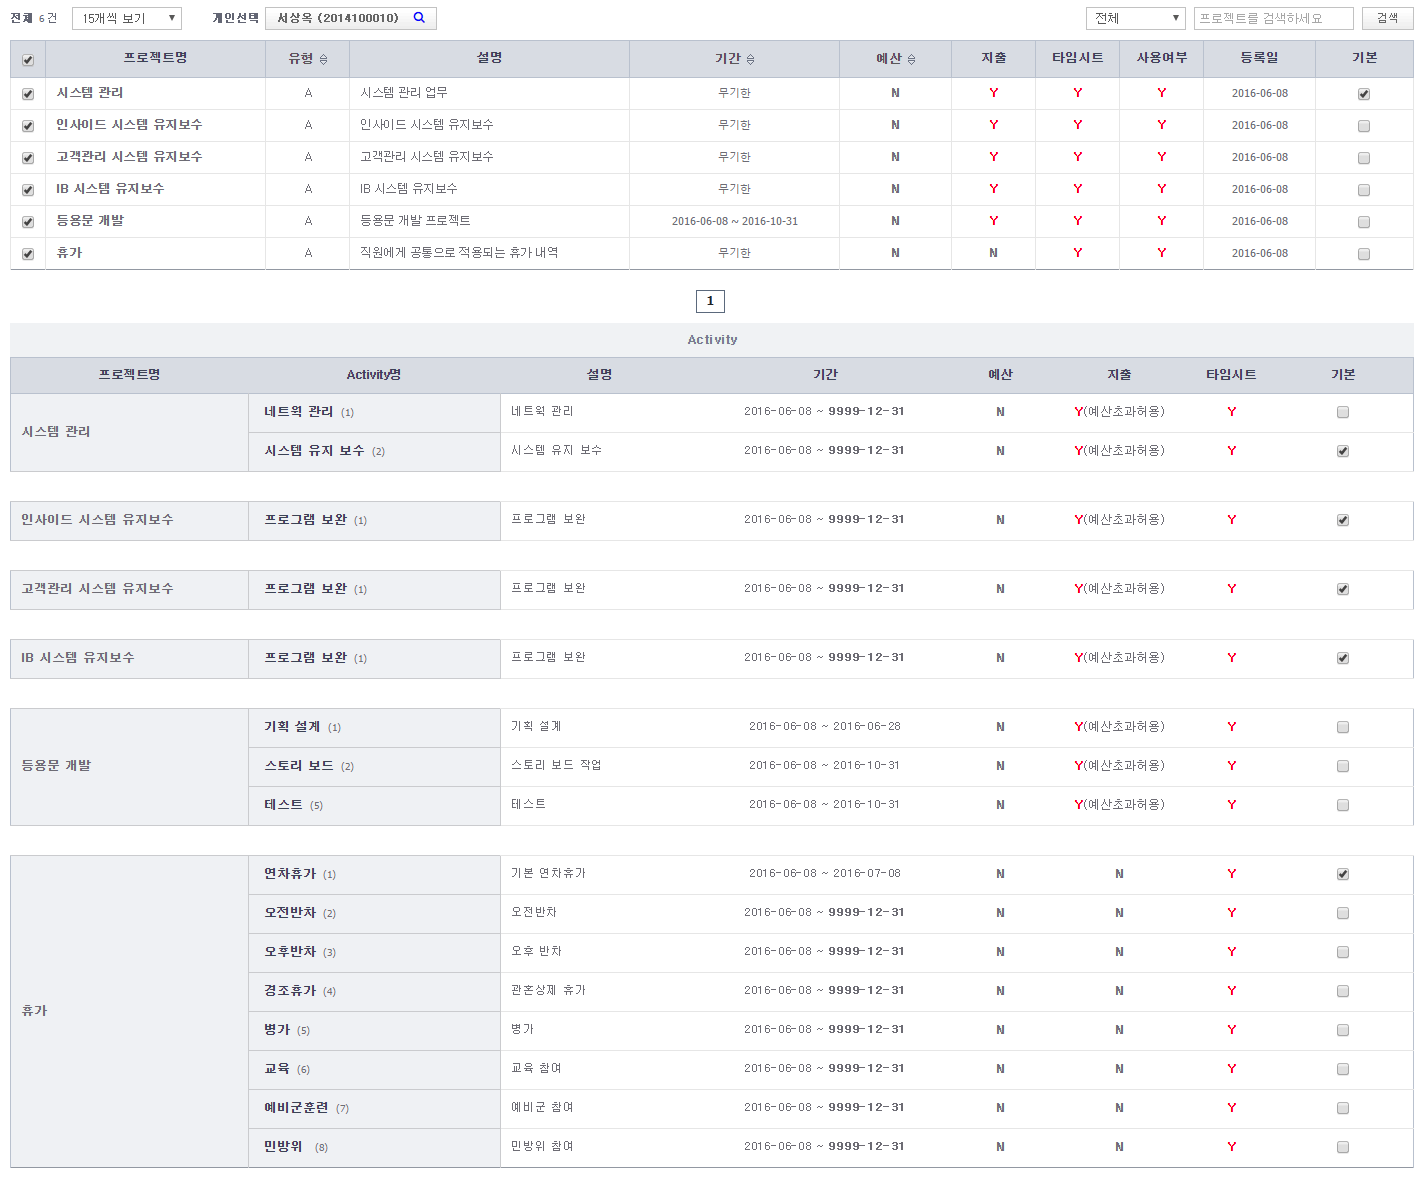 전체 6 건 15개씩 보기 개인선택 서상옥 (2014100010) 전체 프로젝트를 검색하세요 검색
프로젝트명 유형 설명 기간 예산 지출 타임시트 사용여부 등록일 기본
시스템 관리 A 시스템 관리 업무 무기한 N Y Y Y 2016-06-08
인사이드 시스템 유지보수 A 인사이드 시스템 유지보수 무기한 N Y Y Y 2016-06-08
고객관리 시스템 유지보수 A 고객관리 시스템 유지보수 무기한 N Y Y Y 2016-06-08
IB 시스템 유지보수 A IB 시스템 유지보수 무기한 N Y Y Y 2016-06-08
등용문 개발 A 등용문 개발 프로젝트 2016-06-08 ~ 2016-10-31 N Y Y Y 2016-06-08
휴가 A 직원에게 공통으로 적용되는 휴가 내역 무기한 N N Y Y 2016-06-08
1
Activity
프로젝트명 Activity명 설명 기간 예산 지출 타임시트 기본
시스템 관리 네트웍 관리 (1) 네트웍 관리 2016-06-08 ~ 9999-12-31 N Y(예산초과허용) Y
시스템 유지 보수 (2) 시스템 유지 보수 2016-06-08 ~ 9999-12-31 N Y(예산초과허용) Y
인사이드 시스템 유지보수 프로그램 보완 (1) 프로그램 보완 2016-06-08 ~ 9999-12-31 N Y(예산초과허용) Y
고객관리 시스템 유지보수 프로그램 보완 (1) 프로그램 보완 2016-06-08 ~ 9999-12-31 N Y(예산초과허용) Y
IB 시스템 유지보수 프로그램 보완 (1) 프로그램 보완 2016-06-08 ~ 9999-12-31 N Y(예산초과허용) Y
등용문 개발 기획 설계 (1) 기획 설계 2016-06-08 ~ 2016-06-28 N Y(예산초과허용) Y
스토리 보드 (2) 스토리 보드 작업 2016-06-08 ~ 2016-10-31 N Y(예산초과허용) Y
테스트 (5) 테스트 2016-06-08 ~ 2016-10-31 N Y(예산초과허용) Y
휴가 연차휴가 (1) 기본 연차휴가 2016-06-08 ~ 2016-07-08 N N Y
오전반차 (2) 오전반차 2016-06-08 ~ 9999-12-31 N N Y
오후반차 (3) 오후 반차 2016-06-08 ~ 9999-12-31 N N Y
경조휴가 (4) 관혼상제 휴가 2016-06-08 ~ 9999-12-31 N N Y
병가 (5) 병가 2016-06-08 ~ 9999-12-31 N N Y
교육 (6) 교육 참여 2016-06-08 ~ 9999-12-31 N N Y
예비군훈련 (7) 예비군 참여 2016-06-08 ~ 9999-12-31 N N Y
민방위 (8) 민방위 참여 2016-06-08 ~ 9999-12-31 N N Y